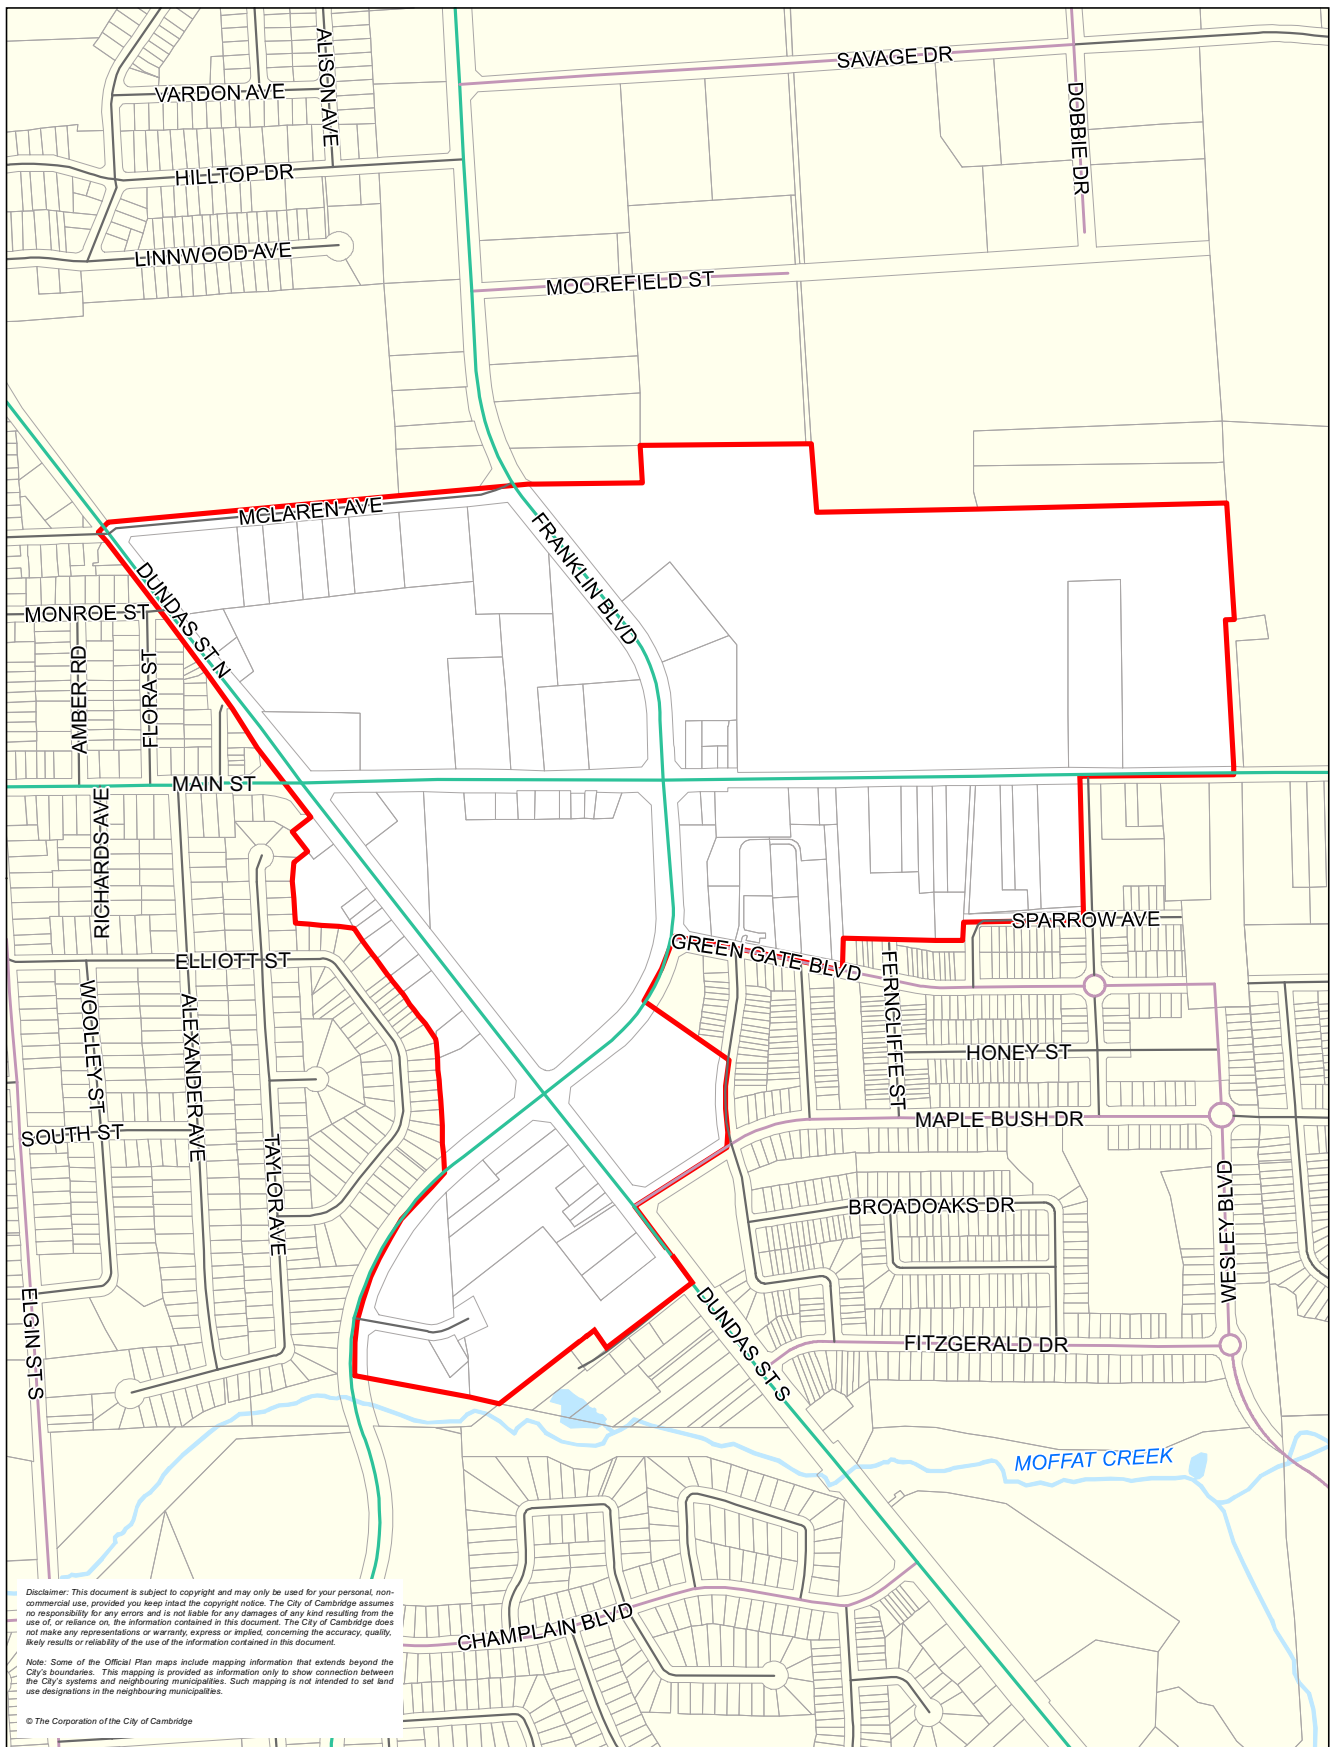 SAVAGE DR
ALISON AVE
VARDON AVE
DOBBIE DR
HILLTOP DR
LINNWOOD AVE
MOOREFIELD ST
MCLAREN AVE
FRANKLIN BLVD
DUNDAS ST N
MONROE ST
AMBER RD
FLORA ST
MAIN ST
RICHARDS AVE
SPARROW AVE
GREEN GATE BLVD
ELLIOTT ST
FERNCLIFFE ST
WOOLLEY ST
ALEXANDER AVE
HONEY ST
MAPLE BUSH DR
SOUTH ST
TAYLOR AVE
WESLEY BLVD
BROADOAKS DR
ELGIN ST S
DUNDAS ST S
FITZGERALD DR
MOFFAT CREEK
CHAMPLAIN BLVD
Disclaimer: This document is subject to copyright and may only be used for your personal, non-
commercial use, provided you keep intact the copyright notice. The City of Cambridge assumes
no responsibility for any errors and is not liable for any damages of any kind resulting from the
use of, or reliance on, the information contained in this document. The City of Cambridge does
not make any representations or warranty, express or implied, concerning the accuracy, quality,
likely results or reliability of the use of the information contained in this document.
Note: Some of the Official Plan maps include mapping information that extends beyond the
City's boundaries. This mapping is provided as information only to show connection between
the City's systems and neighbouring municipalities. Such mapping is not intended to set land
use designations in the neighbouring municipalities.
© The Corporation of the City of Cambridge